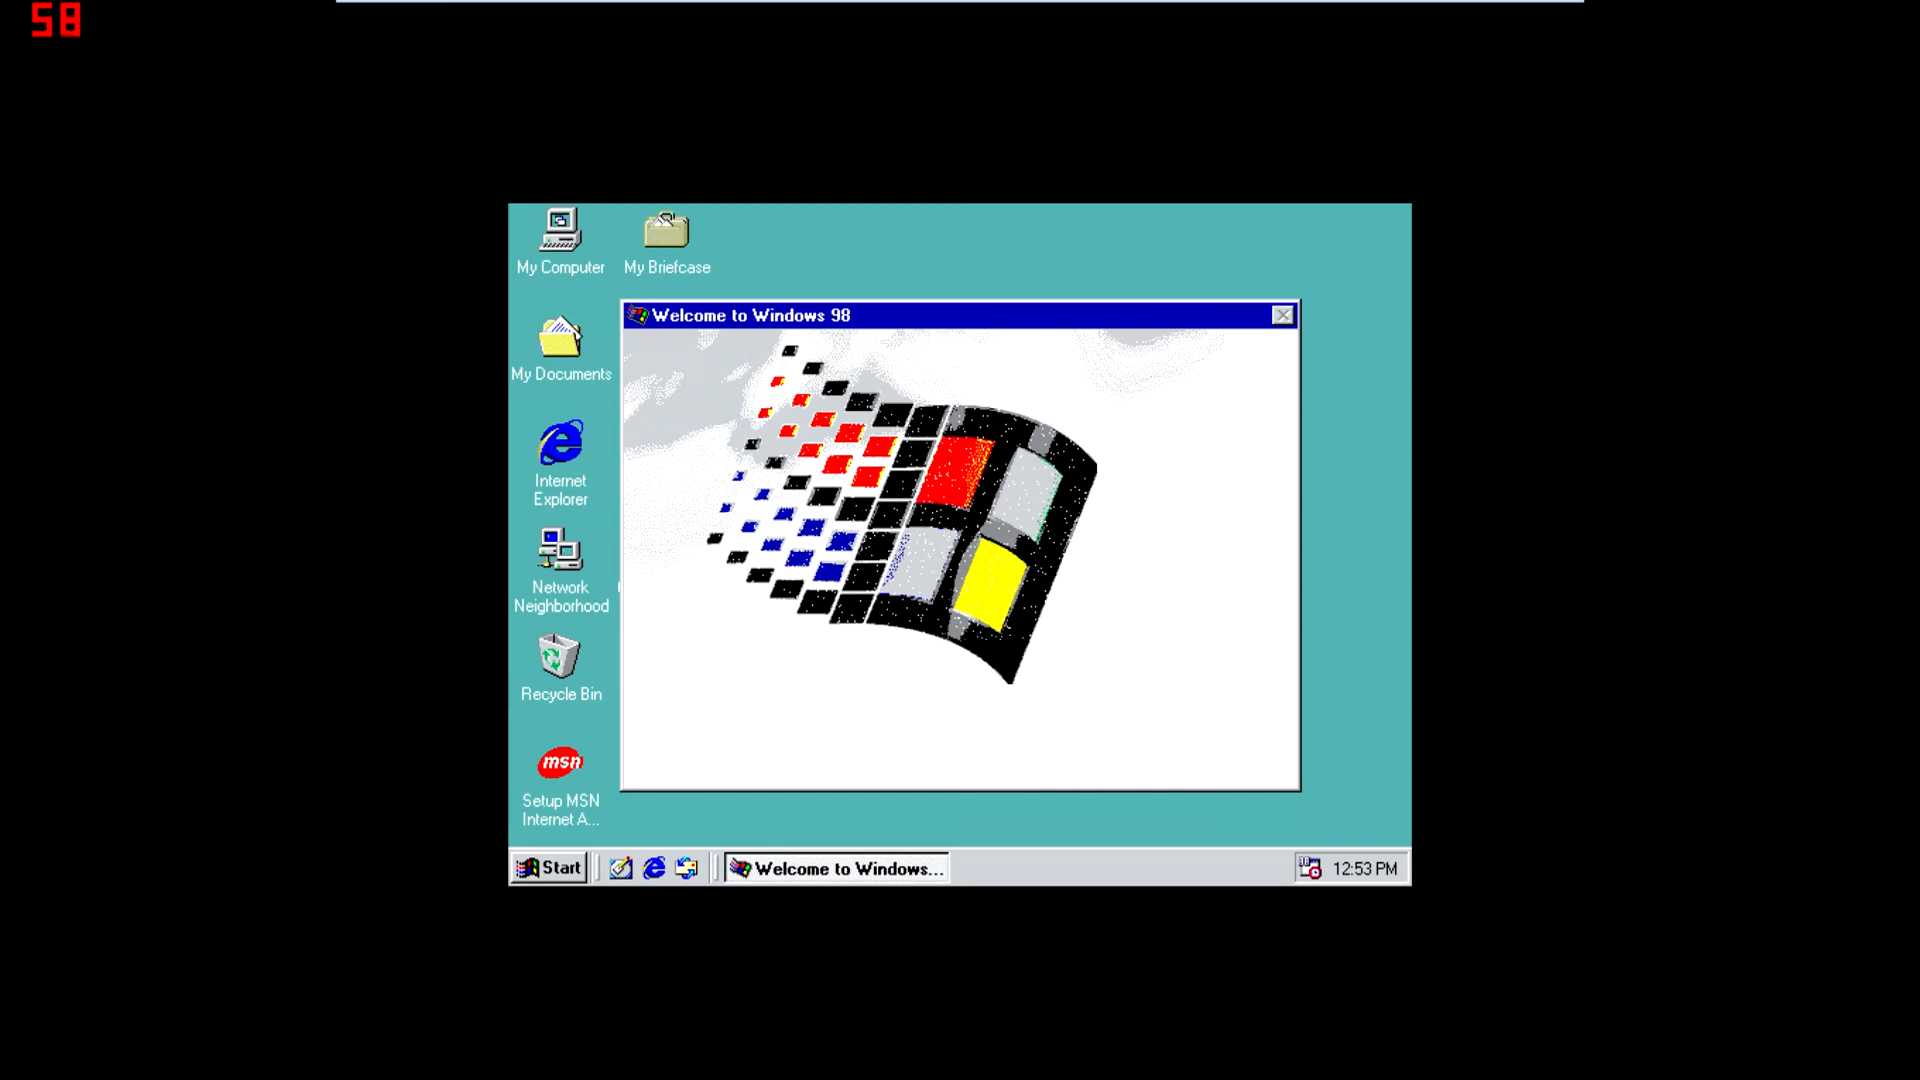 58
My Computer
My Briefcase
Welcome to Windows 98
My Documents
Internet
Explorer
Network
Neighborhood
Recycle Bin
msn
Setup MSN
Internet A...
Start
Welcome to Windows...
12:53 PM